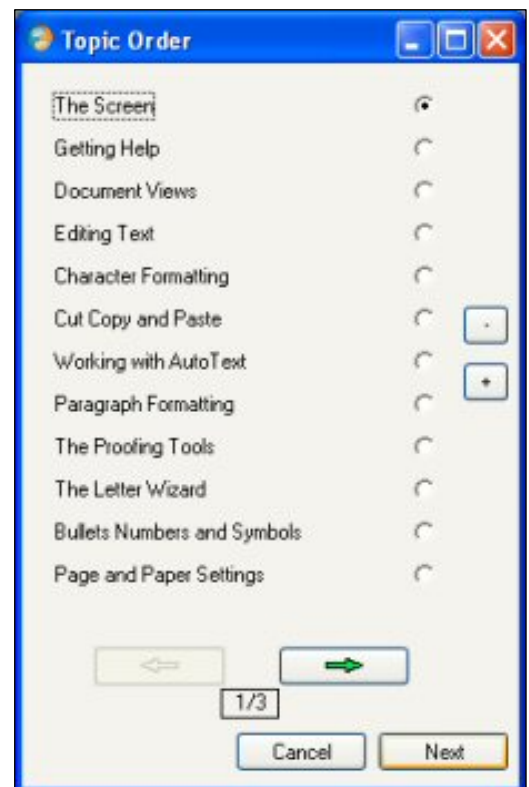 Topic Order
The Screen
Getting Help
Document Views
Editing Text
Character Formatting
Cut Copy and Paste
-
Working with AutoText
+
Paragraph Formatting
The Proofing Tools
The Letter Wizard
Bullets Numbers and Symbols
Page and Paper Settings
1/3
Cancel Next